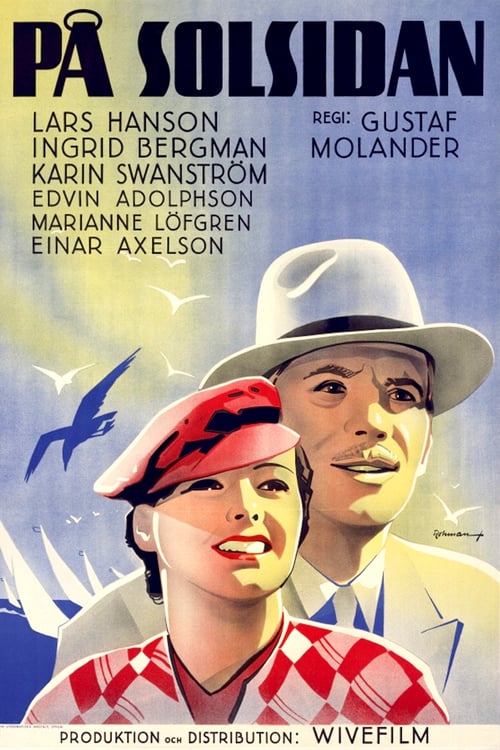 PÅ SOLSIDAN
LARS HANSON
INGRID BERGMAN
KARIN SWANSTRÖM
EDVIN ADOLPHSON
MARIANNE LÖFGREN
EINAR AXELSON
REGI: GUSTAF
MOLANDER
Rohman
PRODUKTION OCH DISTRIBUTION: WIVEFILM